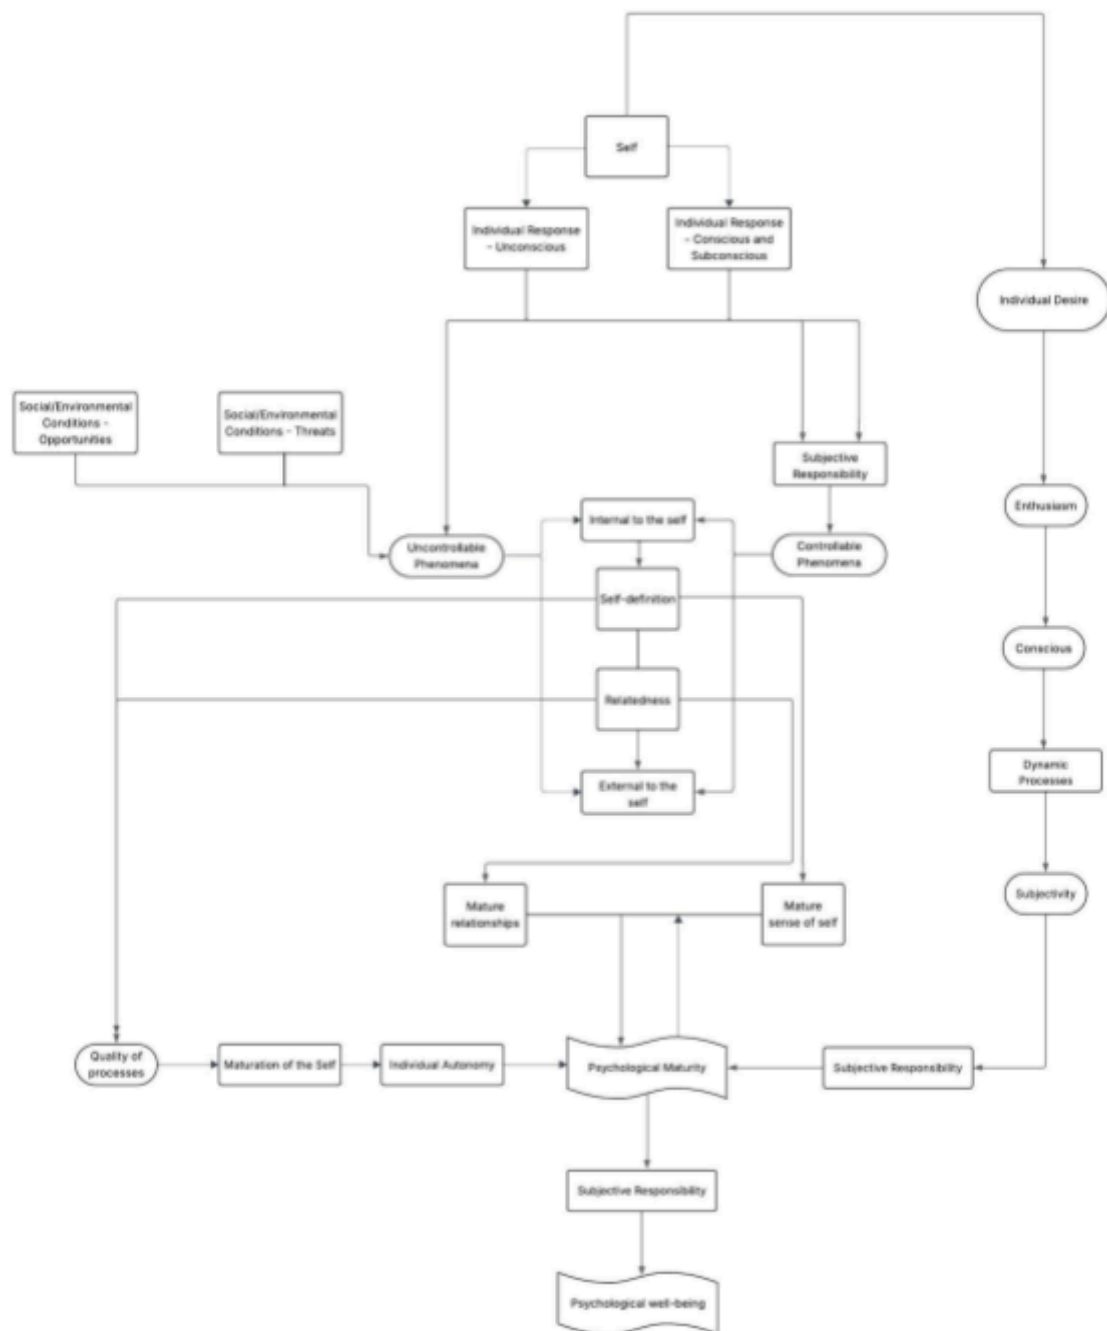 Self
Individual Response
- Unconscious
Individual Response
- Conscious and
Subconscious
Individual Desire
Social/Environmental
Conditions -
Opportunities
Social/Environmental
Conditions - Threats
Subjective
Responsibility
Enthusiasm
Internal to the self
Uncontrollable
Phenomena
Controllable
Phenomena
Self-definition
Conscious
Relatedness
Dynamic
Processes
External to the
self
Subjectivity
Mature
relationships
Mature
sense of self
Quality of
processes
Maturation of the Self
Individual Autonomy
Psychological Maturity
Subjective Responsibility
Subjective Responsibility
Psychological well-being